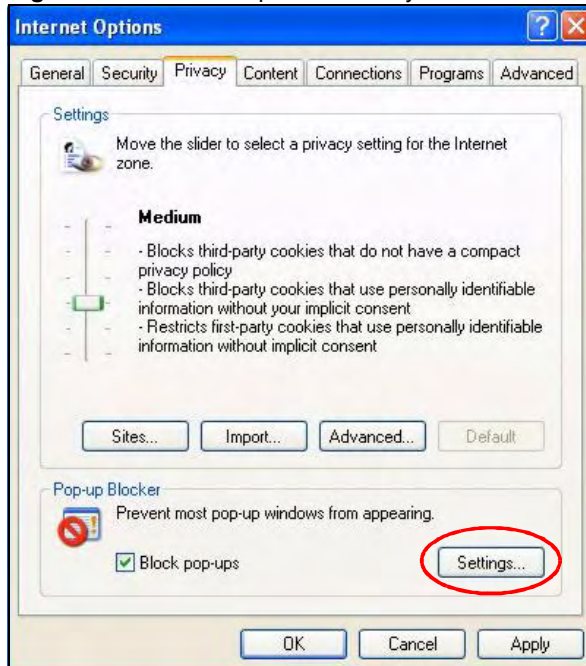 Internet Options
General Security Privacy Content Connections Programs Advanced
Settings
Move the slider to select a privacy setting for the Internet
zone.
Medium
- Blocks third-party cookies that do not have a compact
privacy policy
- Blocks third-party cookies that use personally identifiable
information without your implicit consent
- Restricts first-party cookies that use personally identifiable
information without implicit consent
Sites... Import... Advanced... Default
Pop-up Blocker
Prevent most pop-up windows from appearing.
Block pop-ups Settings...
OK Cancel Apply